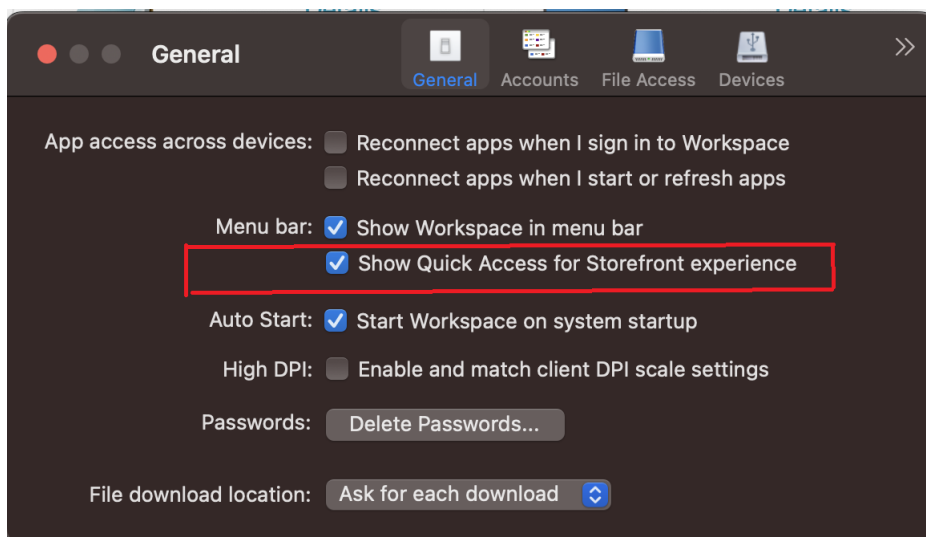 General
General Accounts File Access Devices
App access across devices: Reconnect apps when I sign in to Workspace
Reconnect apps when I start or refresh apps
Menu bar: Show Workspace in menu bar
Show Quick Access for Storefront experience
Auto Start: Start Workspace on system startup
High DPI: Enable and match client DPI scale settings
Passwords: Delete Passwords...
File download location: Ask for each download